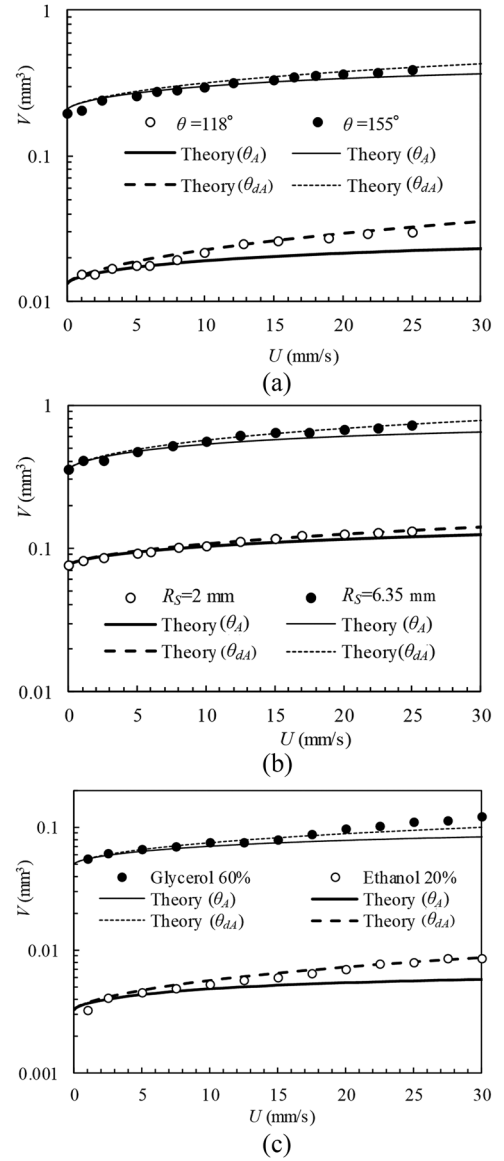 1
0.1
0.01
V (mm³)
θ =118° θ =155°
Theory(θA) Theory (θA)
Theory(θdA) Theory(θdA)
0 5 10 15 20 25 30
U (mm/s)
(a)
1
0.1
0.01
V (mm³)
RS=2 mm RS=6.35 mm
Theory (θA) Theory (θA)
Theory (θdA) Theory(θdA)
0 5 10 15 20 25 30
U (mm/s)
(b)
0.1
0.01
0.001
V (mm³)
Glycerol 60% Ethanol 20%
Theory (θA) Theory (θA)
Theory (θdA) Theory (θdA)
0 5 10 15 20 25 30
U (mm/s)
(c)